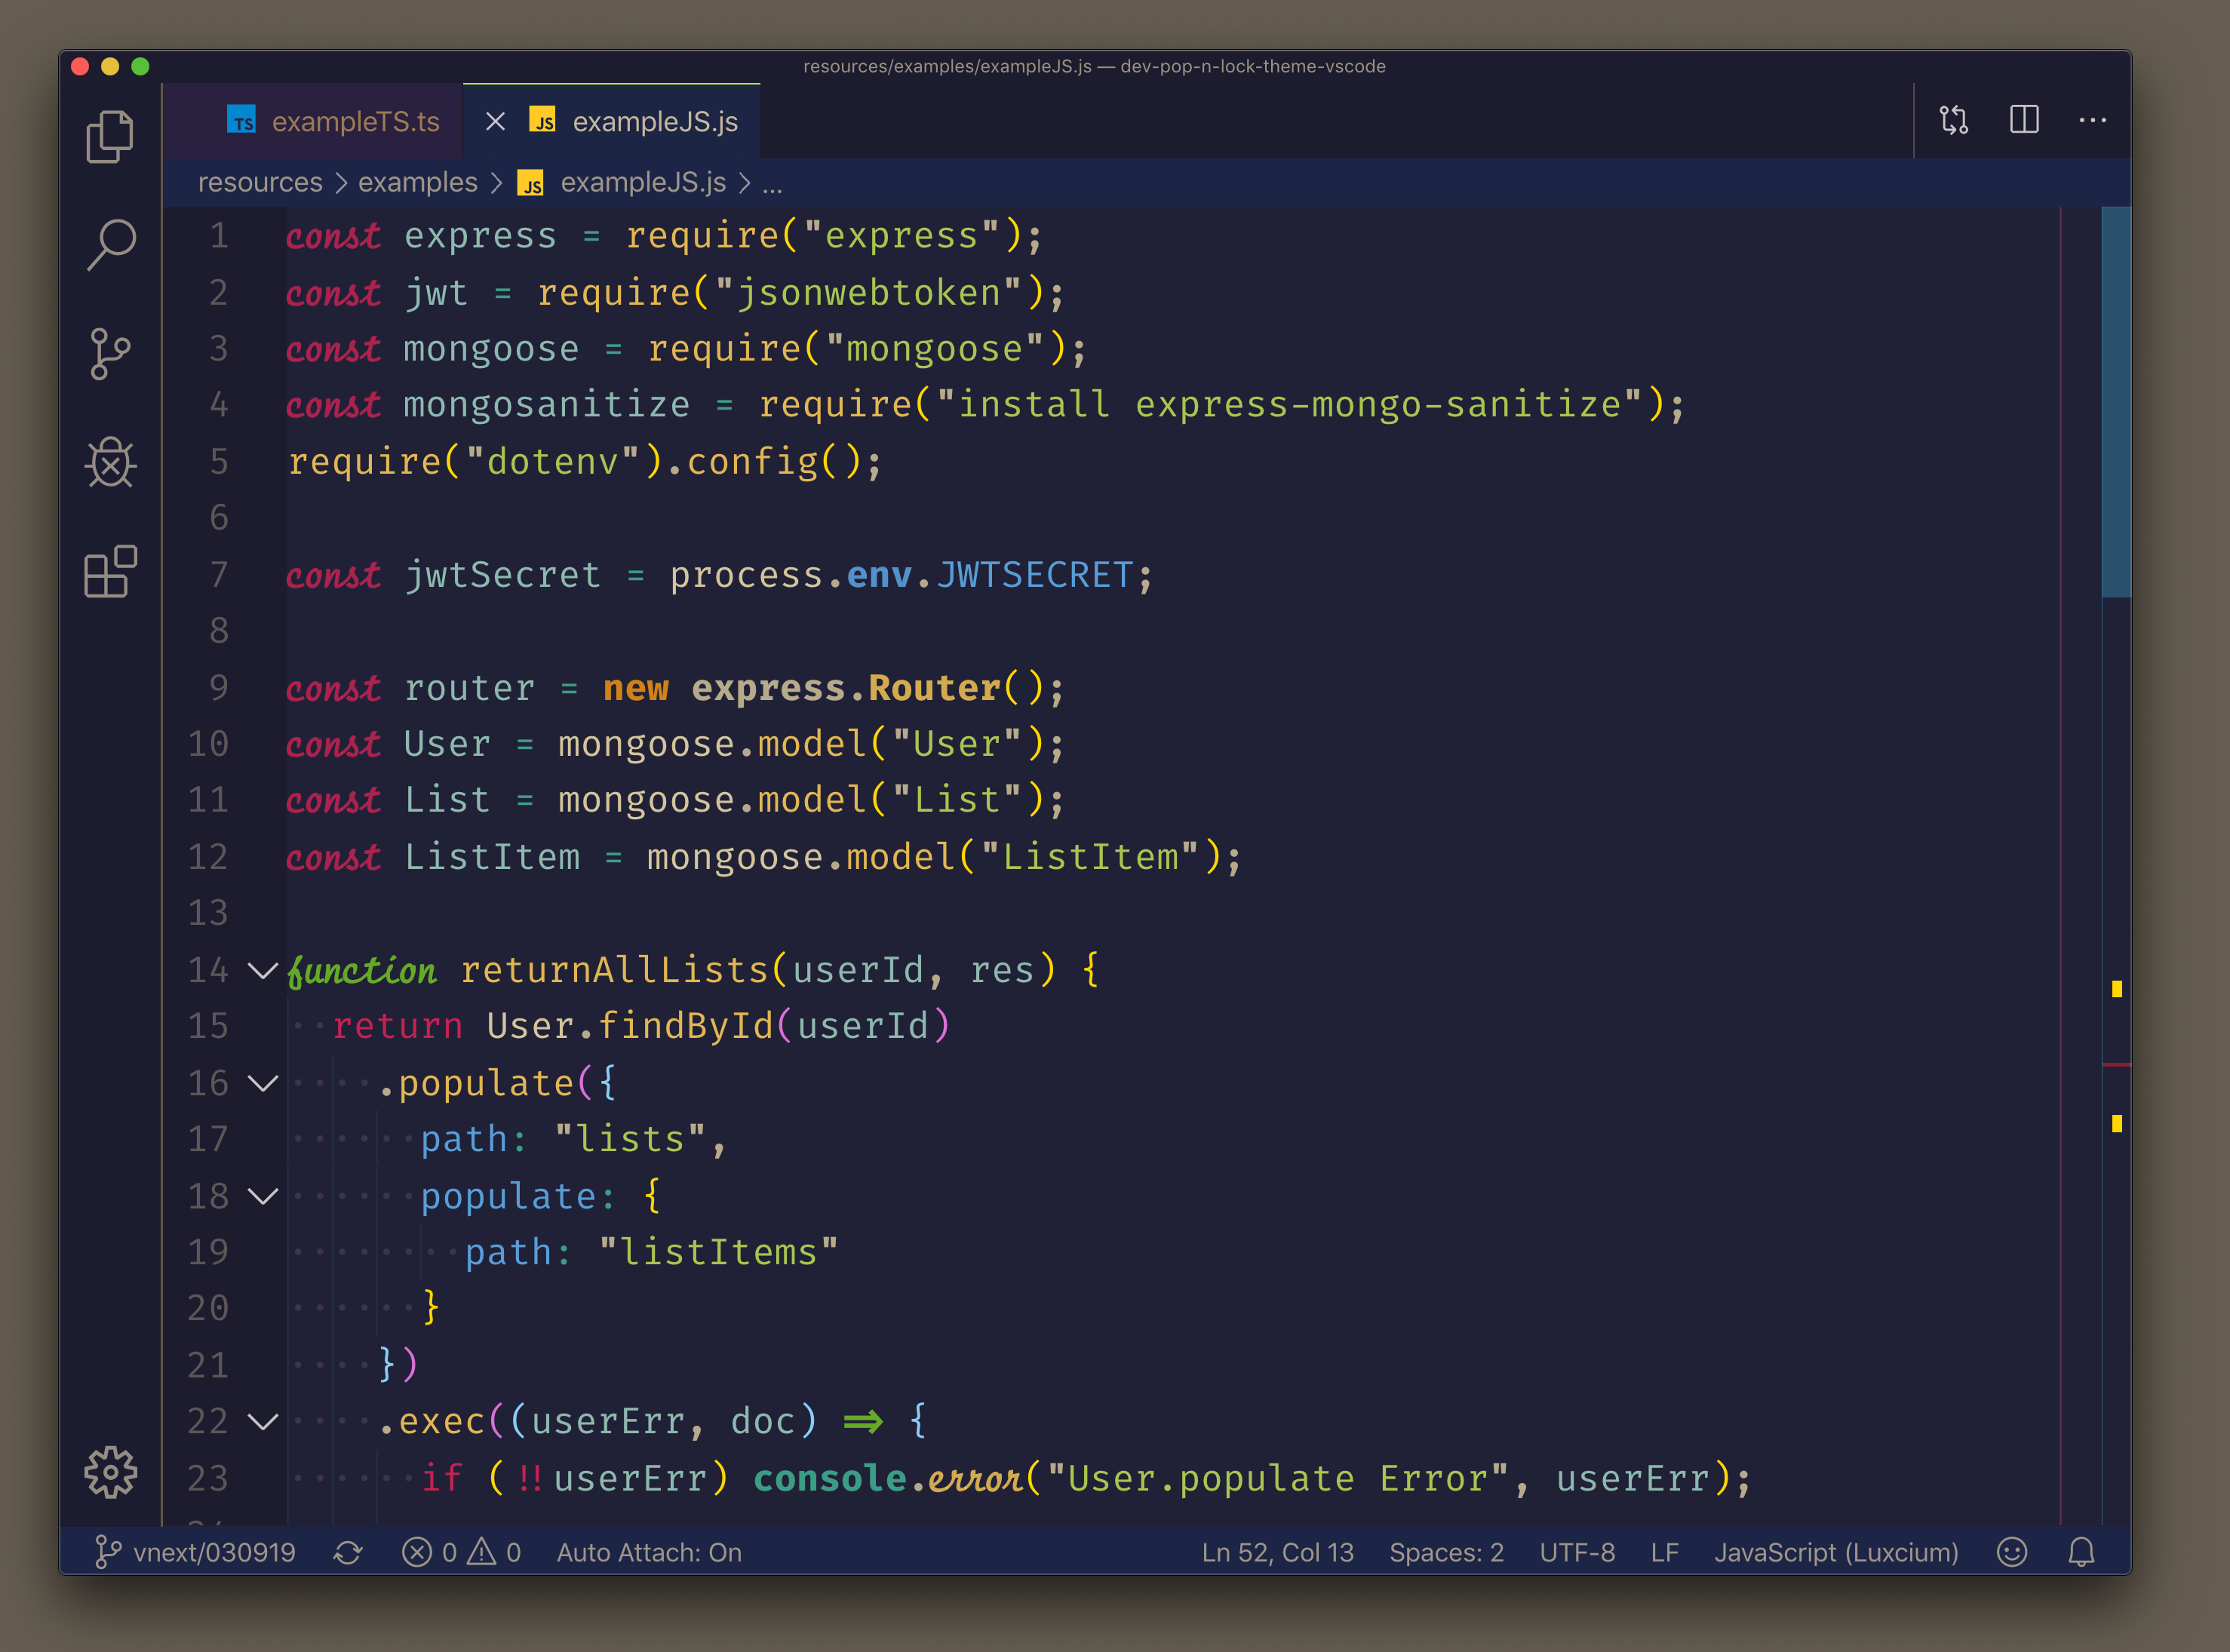 resources/examples/exampleJS.js — dev-pop-n-lock-theme-vscode
TS exampleTS.ts JS exampleJS.js ...
resources > examples > JS exampleJS.js > ...
1 const express = require("express");
2 const jwt = require("jsonwebtoken");
3 const mongoose = require("mongoose");
4 const mongosanitize = require("install express-mongo-sanitize");
5 require("dotenv").config();
6
7 const jwtSecret = process.env.JWTSECRET;
8
9 const router = new express.Router();
10 const User = mongoose.model("User");
11 const List = mongoose.model("List");
12 const ListItem = mongoose.model("ListItem");
13
14 function returnAllLists(userId, res) {
15   return User.findById(userId)
16     .populate({
17       path: "lists",
18       populate: {
19         path: "listItems"
20       }
21     })
22     .exec((userErr, doc) => {
23       if (!!userErr) console.error("User.populate Error", userErr);
vnext/030919 0 0 Auto Attach: On Ln 52, Col 13 Spaces: 2 UTF-8 LF JavaScript (Luxcium)